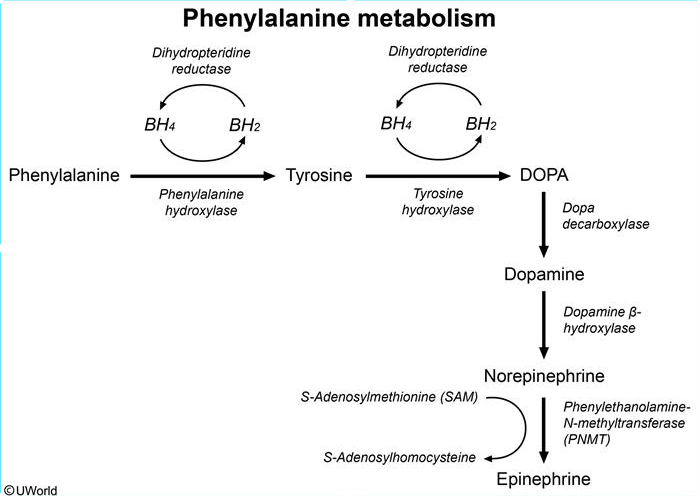 Phenylalanine metabolism
Dihydropteridine
reductase
Dihydropteridine
reductase
BH4
BH2
BH4
BH2
Phenylalanine
Tyrosine
DOPA
Phenylalanine
hydroxylase
Tyrosine
hydroxylase
Dopa
decarboxylase
Dopamine
Dopamine β-
hydroxylase
Norepinephrine
S-Adenosylmethionine (SAM)
Phenylethanolamine-
N-methyltransferase
(PNMT)
S-Adenosylhomocysteine
Epinephrine
©UWorld